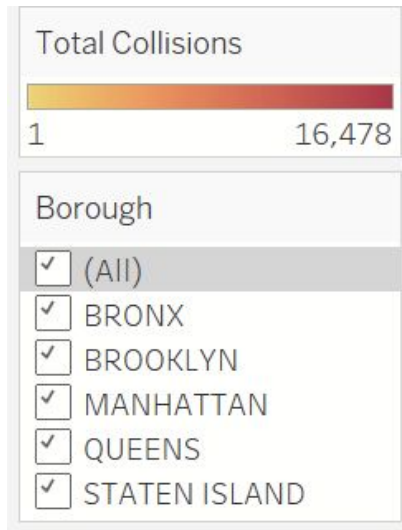 Total Collisions
1 16,478
Borough
(All)
BRONX
BROOKLYN
MANHATTAN
QUEENS
STATEN ISLAND